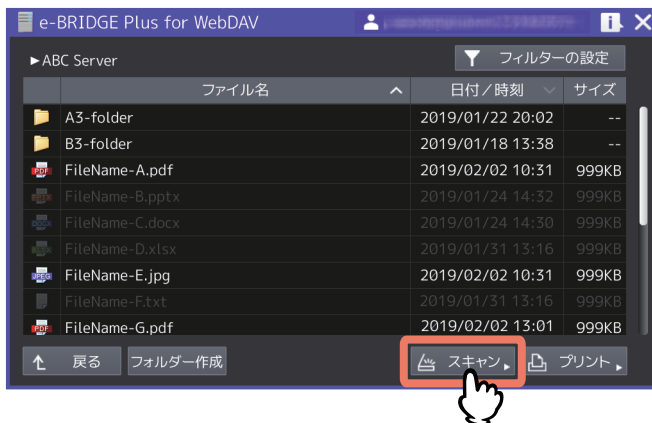 e-BRIDGE Plus for WebDAV
►ABC Server フィルターの設定
ファイル名 日付／時刻 サイズ
A3-folder 2019/01/22 20:02 --
B3-folder 2019/01/18 13:38 --
PDF FileName-A.pdf 2019/02/02 10:31 999KB
FileName-B.pptx 2019/01/24 14:32 999KB
FileName-C.docx 2019/01/24 14:30 999KB
FileName-D.xlsx 2019/01/31 13:16 999KB
JPEG FileName-E.jpg 2019/02/02 10:31 999KB
FileName-F.txt 2019/01/31 13:16 999KB
PDF FileName-G.pdf 2019/02/02 13:01 999KB
戻る フォルダー作成 スキャン プリント